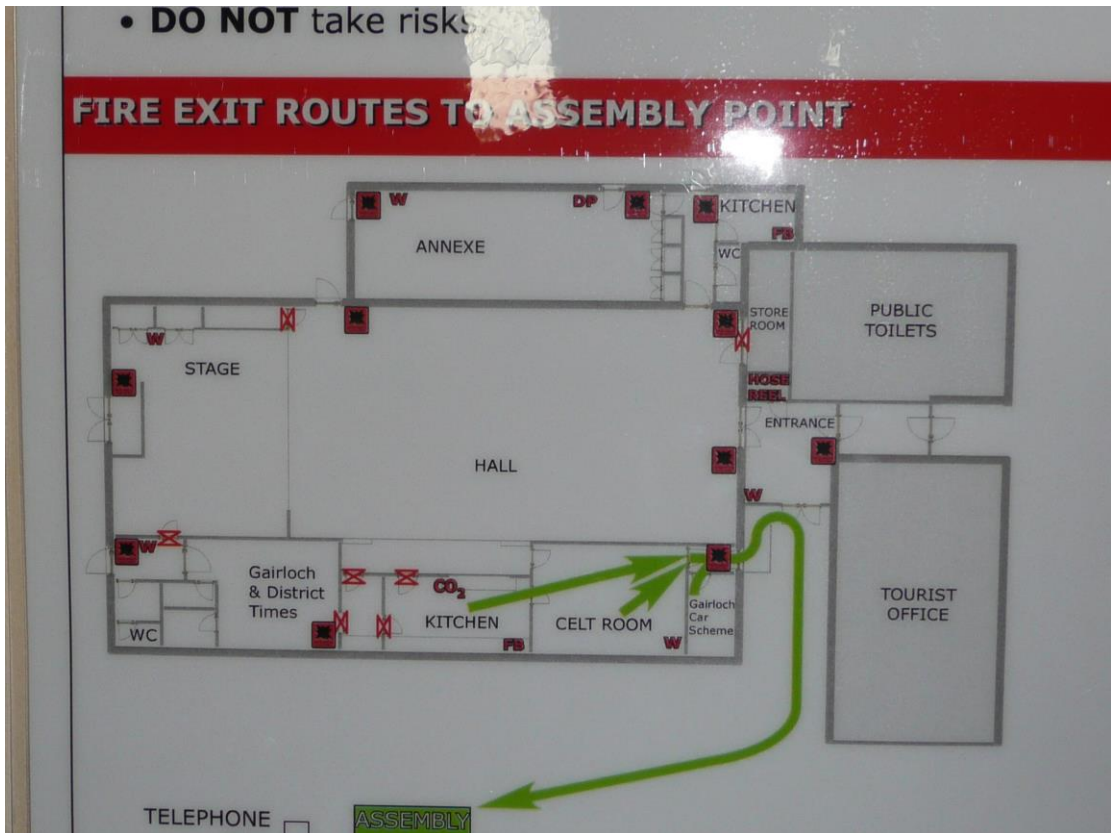 • DO NOT take risks.
FIRE EXIT ROUTES TO ASSEMBLY POINT
W
DP
KITCHEN
FB
ANNEXE
WC
STORE
ROOM
PUBLIC
TOILETS
W
STAGE
HOSE
REEL
ENTRANCE
HALL
W
W
Gairloch
& District
Times
CO2
KITCHEN
FB
CELT ROOM
W
Gairloch
Car
Scheme
TOURIST
OFFICE
WC
TELEPHONE
ASSEMBLY